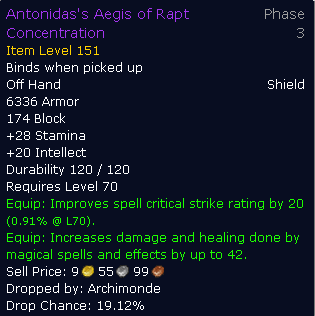 Antonidas's Aegis of Rapt Phase
Concentration 3
Item Level 151
Binds when picked up
Off Hand Shield
6336 Armor
174 Block
+28 Stamina
+20 Intellect
Durability 120 / 120
Requires Level 70
Equip: Improves spell critical strike rating by 20
(0.91% @ L70).
Equip: Increases damage and healing done by
magical spells and effects by up to 42.
Sell Price: 9 55 99
Dropped by: Archimonde
Drop Chance: 19.12%